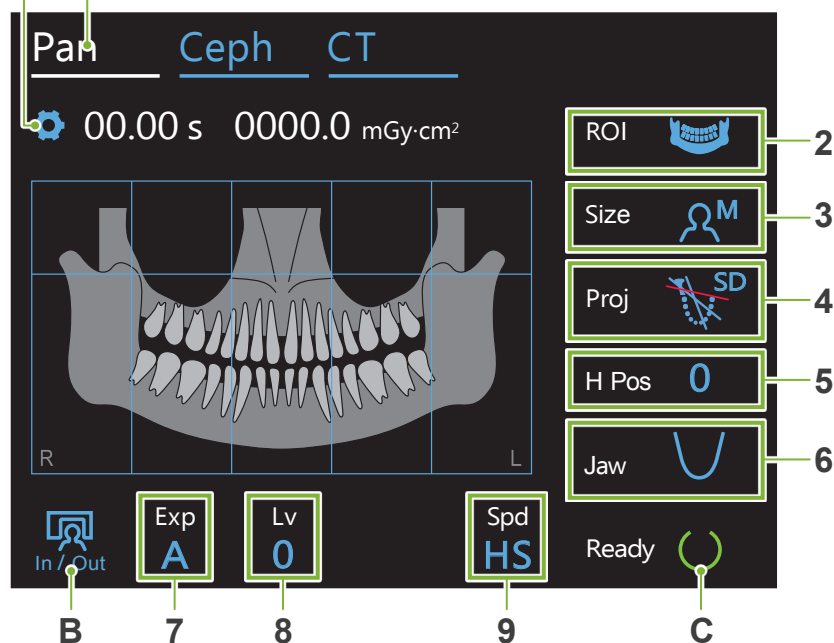 Pan Ceph CT
00.00 s 0000.0 mGy·cm²
ROI 2
Size M 3
Proj SD 4
H Pos 0 5
Jaw 6
R L
In / Out
Exp
A
Lv
0
Spd
HS
Ready
B 7 8 9 C